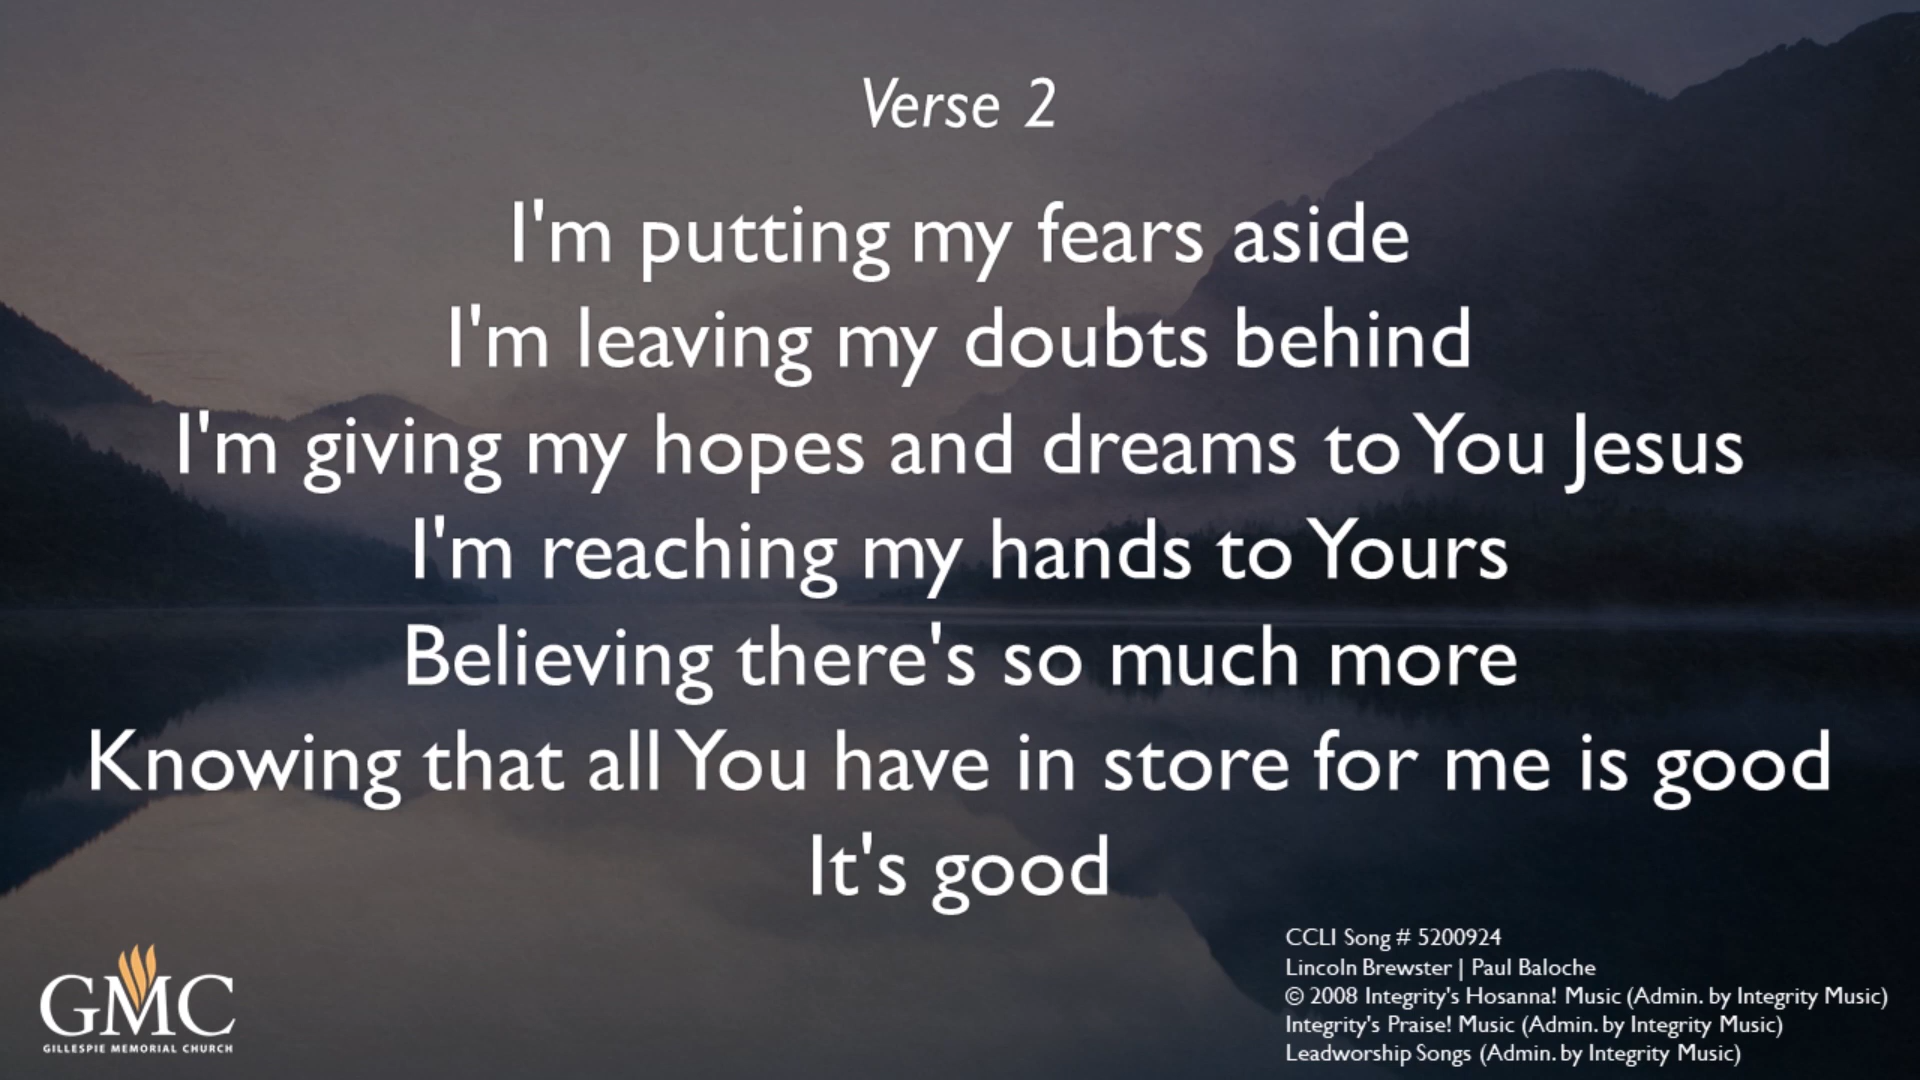 Verse 2
I'm putting my fears aside
I'm leaving my doubts behind
I'm giving my hopes and dreams to You Jesus
I'm reaching my hands to Yours
Believing there's so much more
Knowing that all You have in store for me is good
It's good
CCLI Song # 5200924
Lincoln Brewster | Paul Baloche
© 2008 Integrity's Hosanna! Music (Admin. by Integrity Music)
Integrity's Praise! Music (Admin. by Integrity Music)
Leadworship Songs (Admin. by Integrity Music)
GMC
GILLESPIE MEMORIAL CHURCH